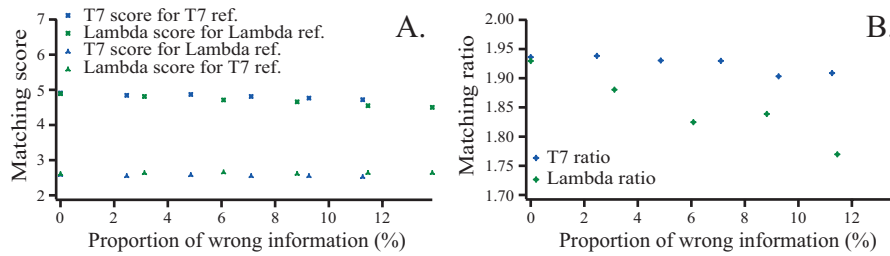 A.
T7 score for T7 ref.
Lambda score for Lambda ref.
T7 score for Lambda ref.
Lambda score for T7 ref.
Matching score
7
6
5
4
3
2
0
2
4
6
8
10
12
Proportion of wrong information (%)
B.
Matching ratio
2.00
1.95
1.90
1.85
1.80
1.75
1.70
T7 ratio
Lambda ratio
0
2
4
6
8
10
12
Proportion of wrong information (%)